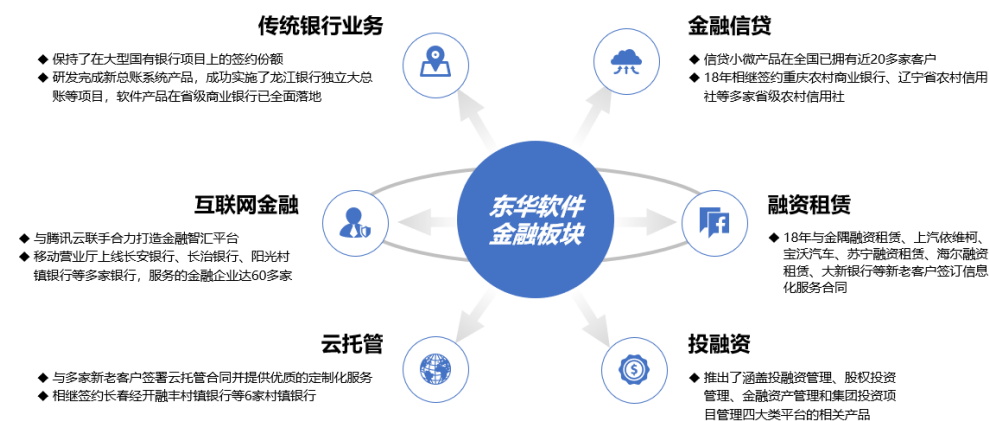 传统银行业务
◆ 保持了在大型国有银行项目上的签约份额
◆ 研发完成新总账系统产品，成功实施了龙江银行独立大总
账等项目，软件产品在省级商业银行已全面落地
金融信贷
◆ 信贷小微产品在全国已拥有近20多家客户
◆ 18年相继签约重庆农村商业银行、辽宁省农村信用
社等多家省级农村信用社
互联网金融
◆ 与腾讯云联手合力打造金融智汇平台
◆ 移动营业厅上线长安银行、长治银行、阳光村
镇银行等多家银行，服务的金融企业达60多家
东华软件
金融板块
融资租赁
◆ 18年与金隅融资租赁、上汽依维柯、
宝沃汽车、苏宁融资租赁、海尔融资
租赁、大新银行等新老客户签订信息
化服务合同
云托管
◆ 与多家新老客户签署云托管合同并提供优质的定制化服务
◆ 相继签约长春经开融丰村镇银行等6家村镇银行
投融资
◆ 推出了涵盖投融资管理、股权投资
管理、金融资产管理和集团投资项
目管理四大类平台的相关产品